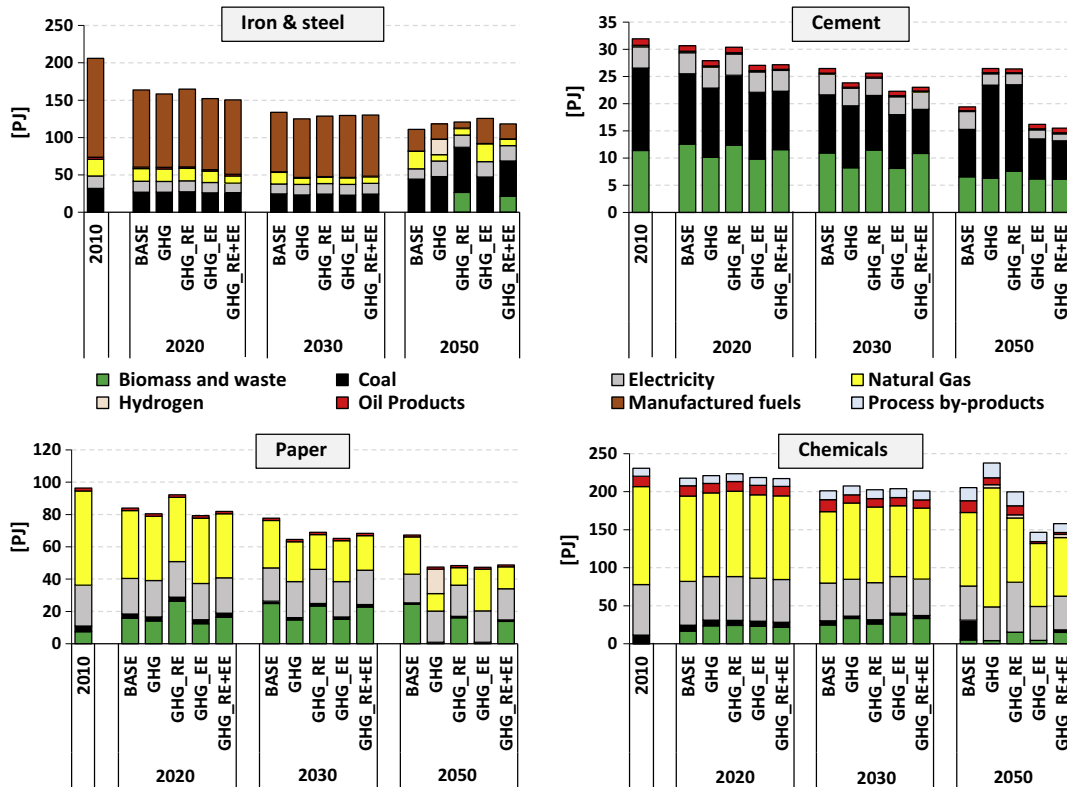 Iron & steel
[PJ]
250
200
150
100
50
0
2010
BASE
GHG
GHG_RE
GHG_EE
GHG_RE+EE
BASE
GHG
GHG_RE
GHG_EE
GHG_RE+EE
BASE
GHG
GHG_RE
GHG_EE
GHG_RE+EE
2020
2030
2050
Cement
35
30
25
20
15
10
5
0
2010
BASE
GHG
GHG_RE
GHG_EE
GHG_RE+EE
BASE
GHG
GHG_RE
GHG_EE
GHG_RE+EE
BASE
GHG
GHG_RE
GHG_EE
GHG_RE+EE
2020
2030
2050
Biomass and waste
Coal
Electricity
Natural Gas
Hydrogen
Oil Products
Manufactured fuels
Process by-products
Paper
[PJ]
120
100
80
60
40
20
0
2010
BASE
GHG
GHG_RE
GHG_EE
GHG_RE+EE
BASE
GHG
GHG_RE
GHG_EE
GHG_RE+EE
BASE
GHG
GHG_RE
GHG_EE
GHG_RE+EE
2020
2030
2050
Chemicals
[PJ]
250
200
150
100
50
0
2010
BASE
GHG
GHG_RE
GHG_EE
GHG_RE+EE
BASE
GHG
GHG_RE
GHG_EE
GHG_RE+EE
BASE
GHG
GHG_RE
GHG_EE
GHG_RE+EE
2020
2030
2050